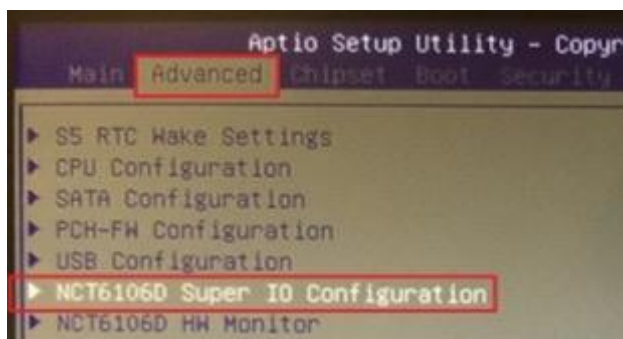 Aptio Setup Utility - Copyr
Main Advanced Chipset Boot Security
S5 RTC Wake Settings
CPU Configuration
SATA Configuration
PCH-FW Configuration
USB Configuration
NCT6106D Super IO Configuration
NCT6106D HW Monitor